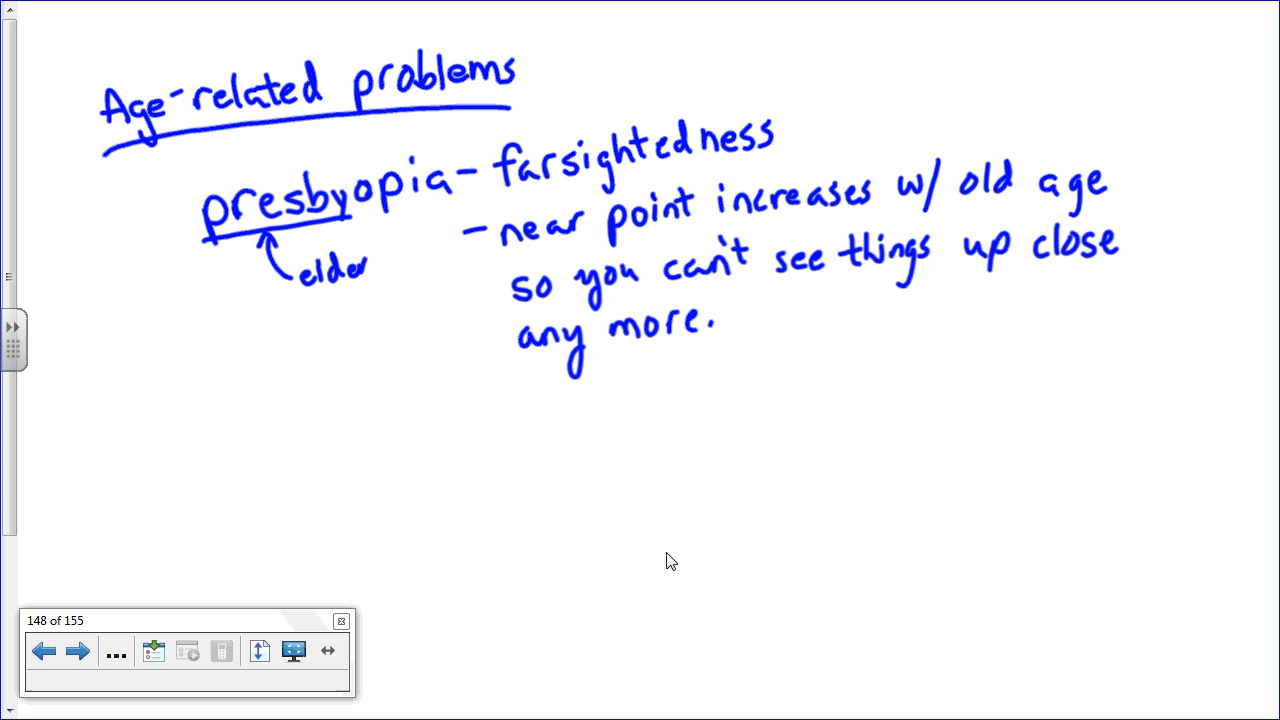 Age-related problems
presbyopia - farsightedness
- near point increases w/ old age
elder
so you can't see things up close
any more.
148 of 155